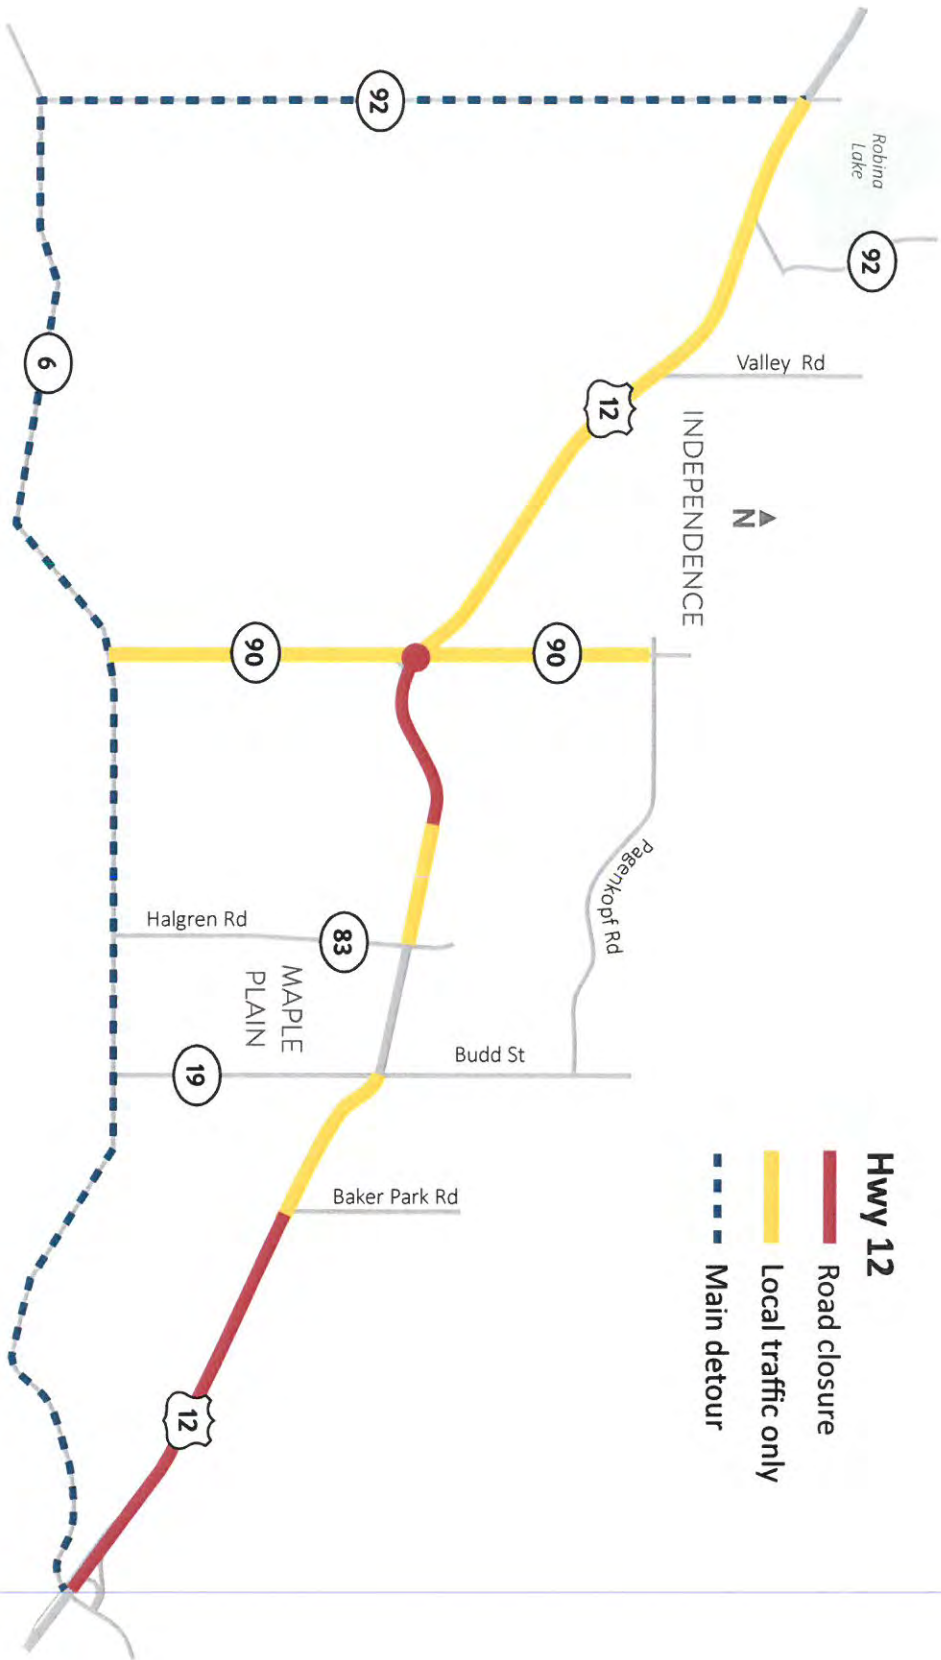 Hwy 12
Road closure
Local traffic only
Main detour
Robina
Lake
92
92
Valley Rd
12
INDEPENDENCE
N
6
90
90
Pagenkopf Rd
Halgren Rd
83
MAPLE
PLAIN
Budd St
19
Baker Park Rd
12